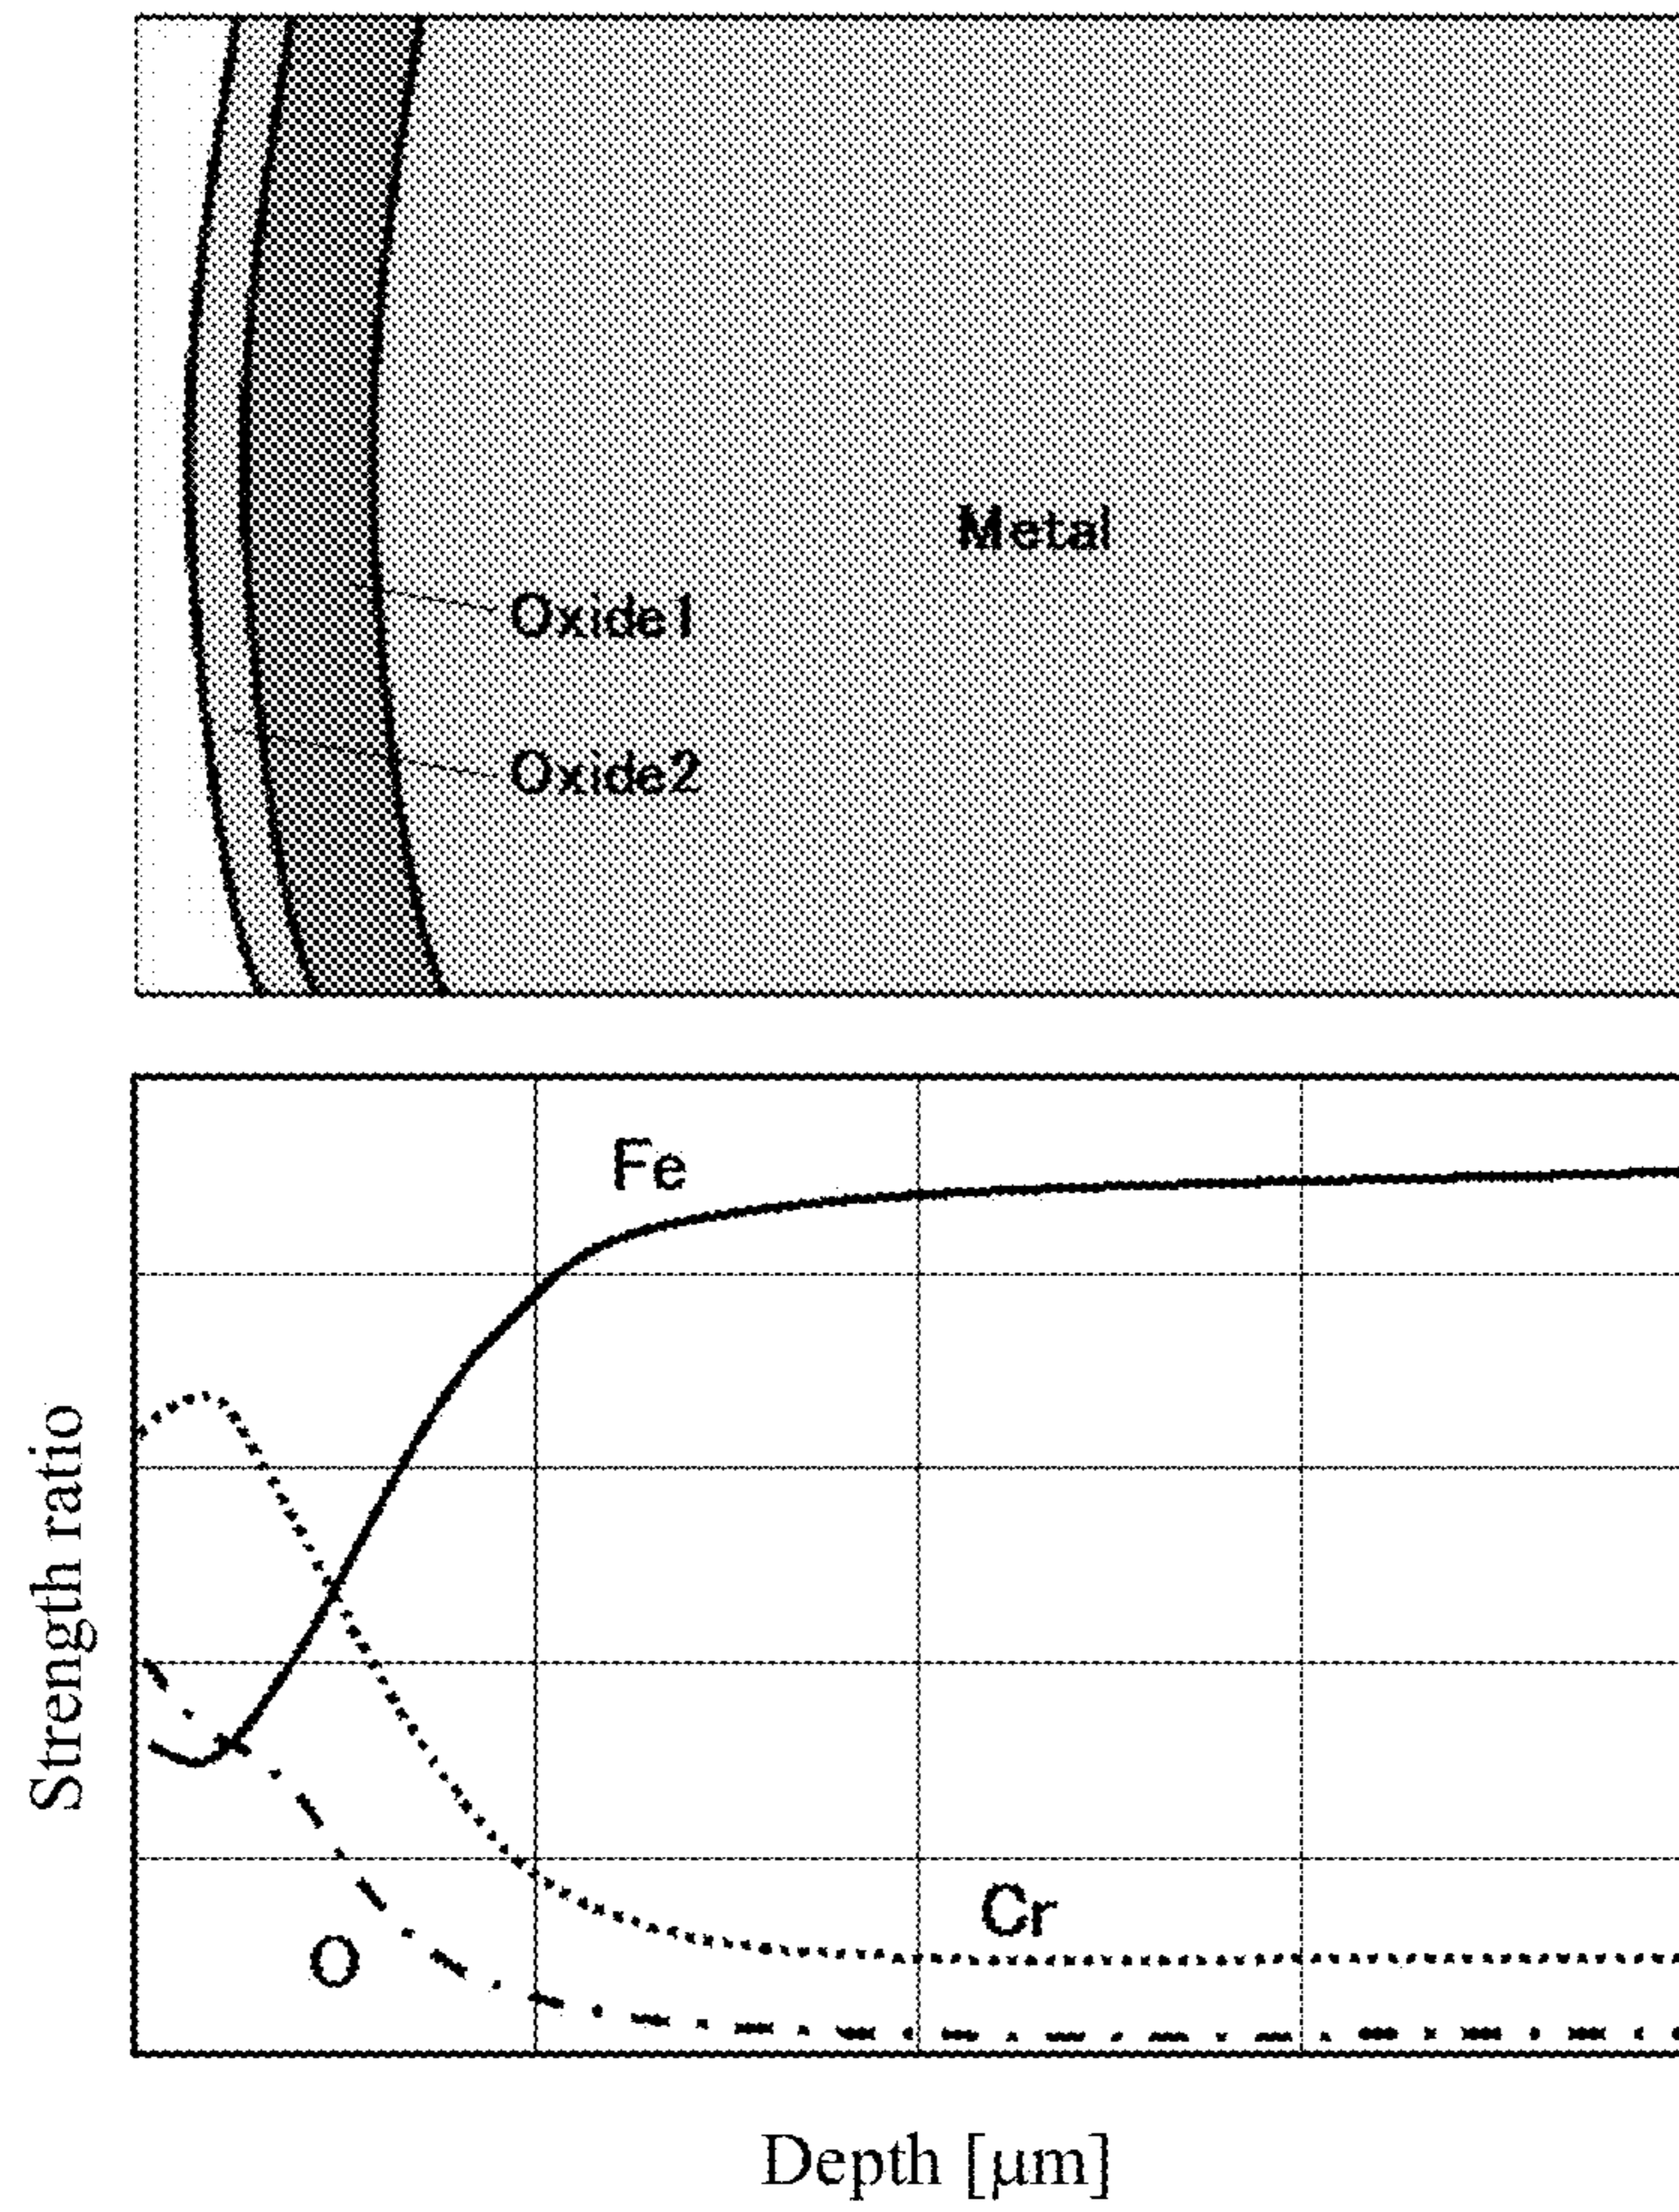 Metal
Oxide1
Oxide2
Fe
Strength ratio
Cr
O
Depth [μm]